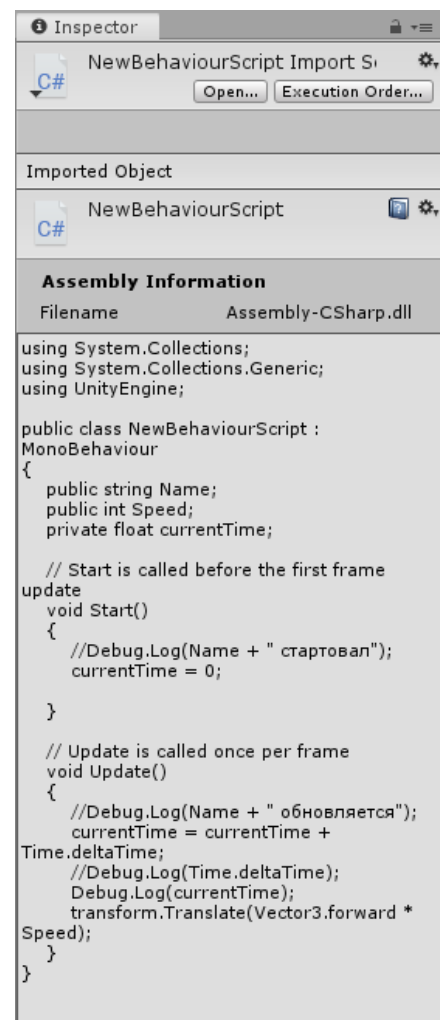 Inspector
NewBehaviourScript Import S
C#
Open... Execution Order...
Imported Object
NewBehaviourScript
C#
Assembly Information
Filename Assembly-CSharp.dll
using System.Collections;
using System.Collections.Generic;
using UnityEngine;
public class NewBehaviourScript :
MonoBehaviour
{
public string Name;
public int Speed;
private float currentTime;
// Start is called before the first frame
update
void Start()
{
//Debug.Log(Name + " стартовал");
currentTime = 0;
}
// Update is called once per frame
void Update()
{
//Debug.Log(Name + " обновляется");
currentTime = currentTime +
Time.deltaTime;
//Debug.Log(Time.deltaTime);
Debug.Log(currentTime);
transform.Translate(Vector3.forward *
Speed);
}
}